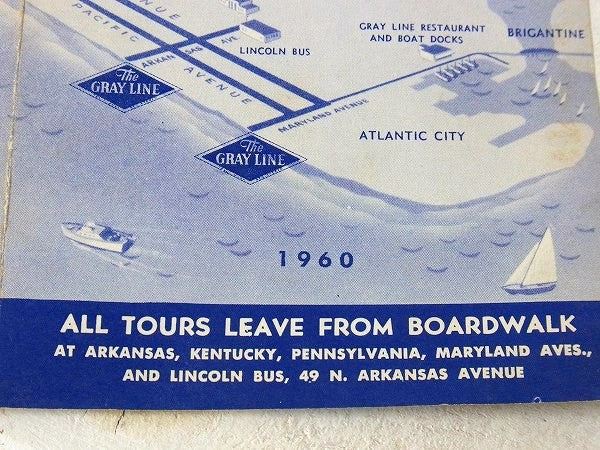 AVENUE
PACIFIC AVENUE
ARKANSAS AVE
LINCOLN BUS
GRAY LINE RESTAURANT
AND BOAT DOCKS
BRIGANTINE
The
GRAY LINE
MARYLAND AVENUE
ATLANTIC CITY
The
GRAY LINE
1960
ALL TOURS LEAVE FROM BOARDWALK
AT ARKANSAS, KENTUCKY, PENNSYLVANIA, MARYLAND AVES.,
AND LINCOLN BUS, 49 N. ARKANSAS AVENUE